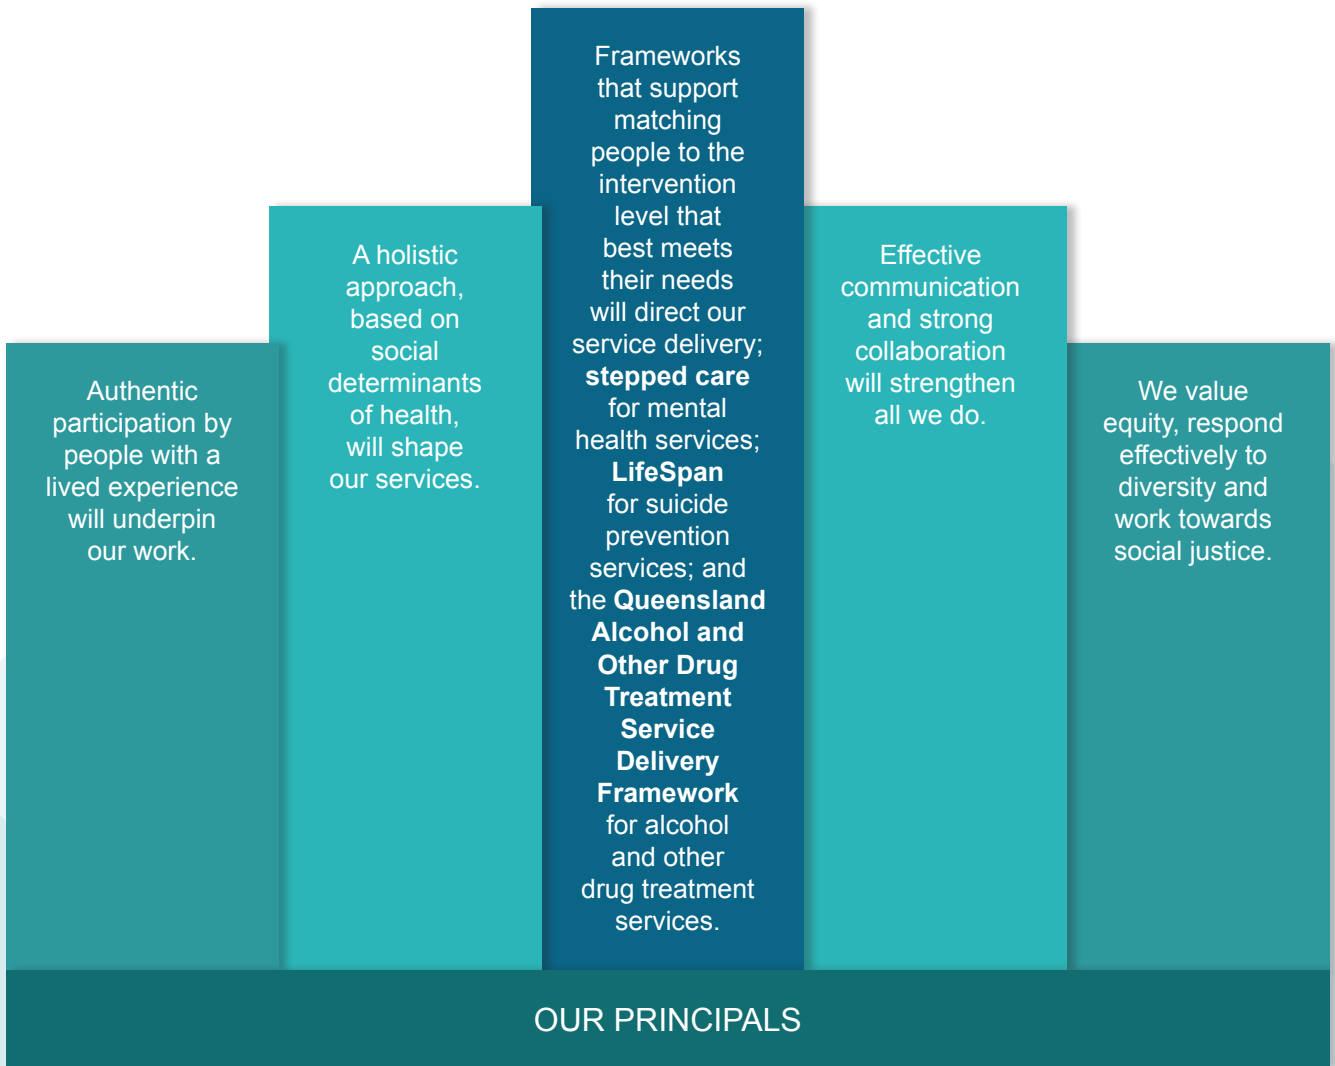 Authentic
participation by
people with a
lived experience
will underpin
our work.
A holistic
approach,
based on
social
determinants
of health,
will shape
our services.
Frameworks
that support
matching
people to the
intervention
level that
best meets
their needs
will direct our
service delivery;
stepped care
for mental
health services;
LifeSpan
for suicide
prevention
services; and
the Queensland
Alcohol and
Other Drug
Treatment
Service
Delivery
Framework
for alcohol
and other
drug treatment
services.
Effective
communication
and strong
collaboration
will strengthen
all we do.
We value
equity, respond
effectively to
diversity and
work towards
social justice.
OUR PRINCIPALS